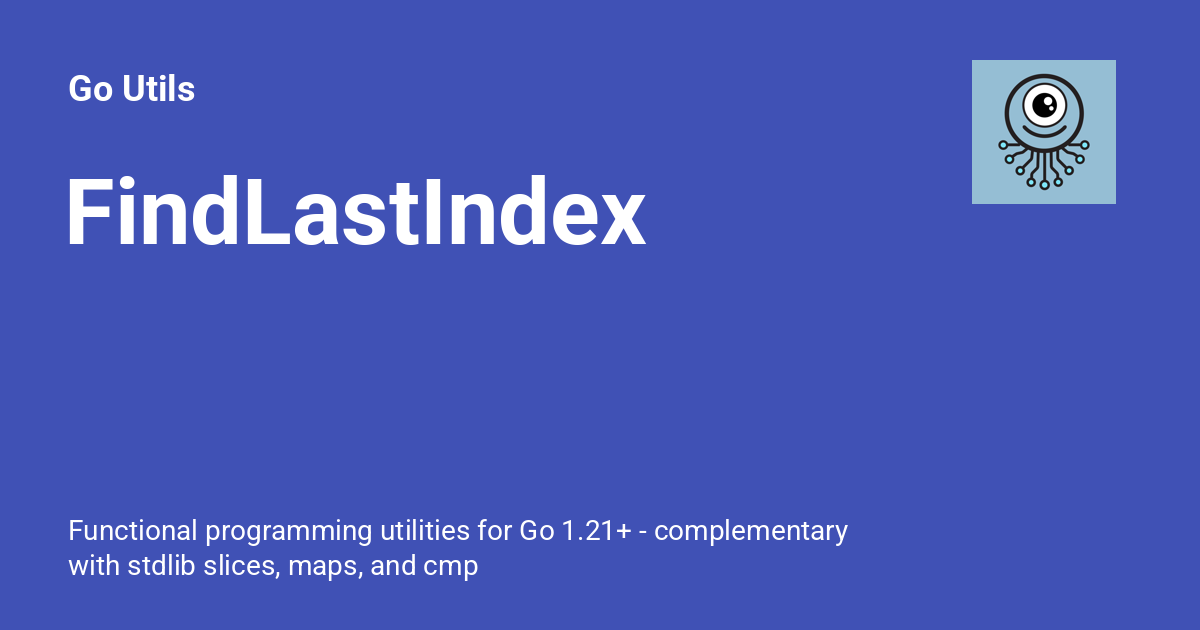 Go Utils
FindLastIndex
Functional programming utilities for Go 1.21+ - complementary
with stdlib slices, maps, and cmp